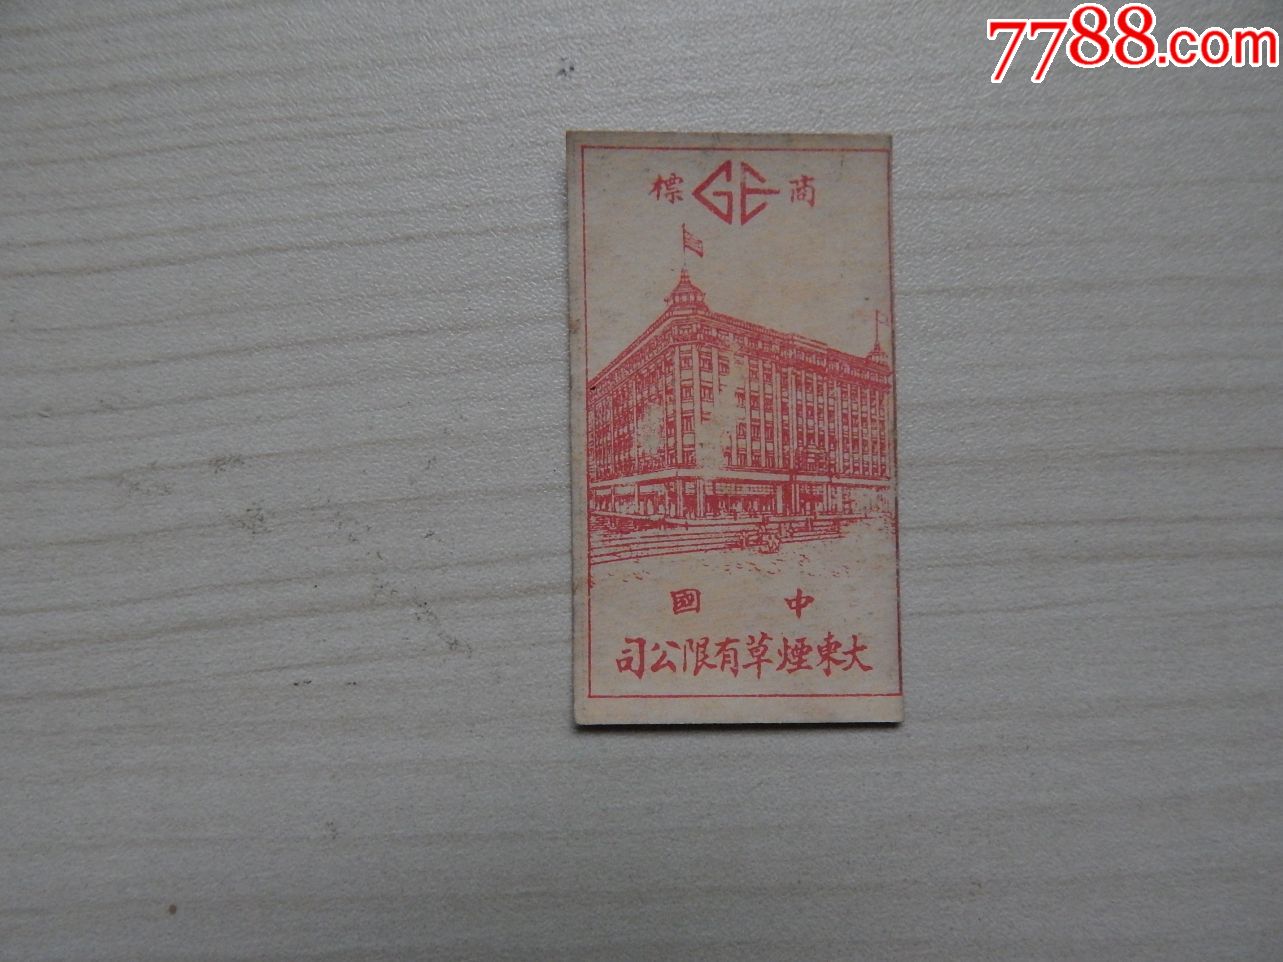 7788.com
商 GE 標
中國
大東煙草有限公司